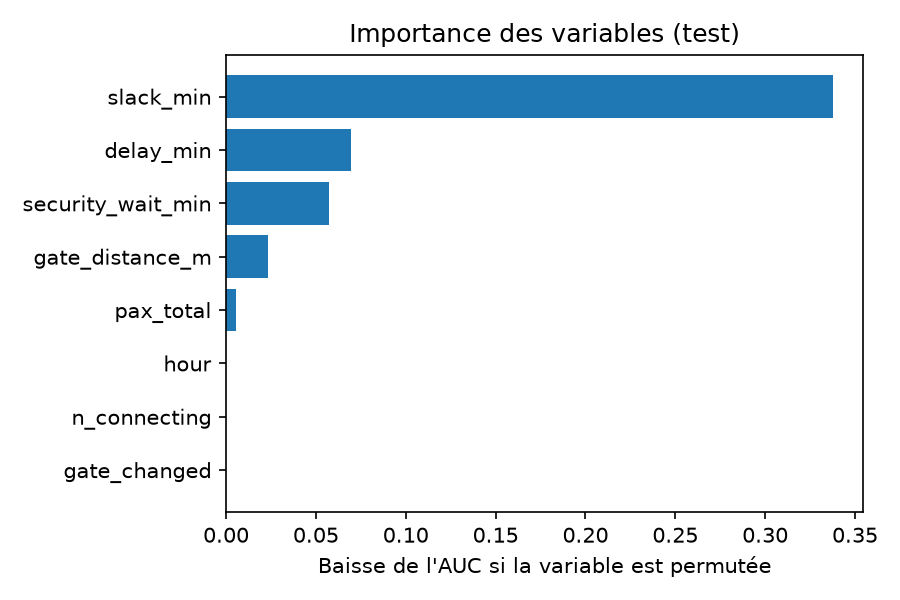 Importance des variables (test)
slack_min
delay_min
security_wait_min
gate_distance_m
pax_total
hour
n_connecting
gate_changed
0.00 0.05 0.10 0.15 0.20 0.25 0.30 0.35
Baisse de l'AUC si la variable est permutée